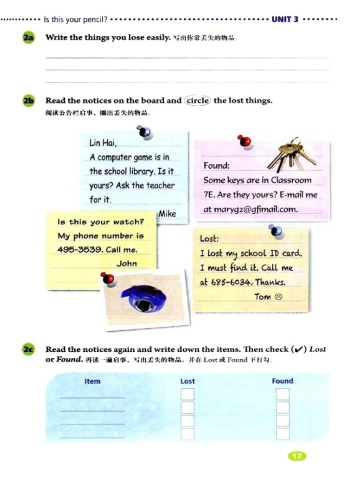 Is this your pencil? UNIT 3
2a Write the things you lose easily. 写出你常丢失的物品.
2b Read the notices on the board and circle the lost things.
阅读公告栏启事，圈出丢失的物品.
Lin Hai,
A computer game is in
the school library. Is it
yours? Ask the teacher
for it.
Mike
Found:
Some keys are in Classroom
7E. Are they yours? E-mail me
at maryg2@gfimail.com.
Is this your watch?
My phone number is
495-3539. Call me.
John
Lost:
I lost my school ID card.
I must find it. Call me
at 685-6034. Thanks.
Tom ☹
2c Read the notices again and write down the items. Then check (✔) Lost
or Found. 再读一遍启事，写出丢失的物品，并在 Lost 或 Found 下打勾.
Item Lost Found
17